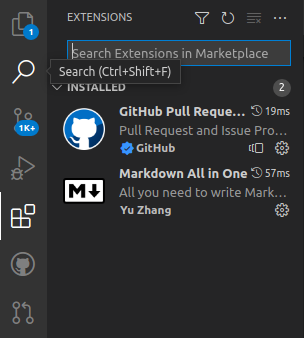 EXTENSIONS
1
Search Extensions in Marketplace
Search (Ctrl+Shift+F)
INSTALLED 2
1K+
GitHub Pull Reque... 19ms
Pull Request and Issue Pro...
GitHub
Markdown All in One 57ms
All you need to write Mark...
Yu Zhang